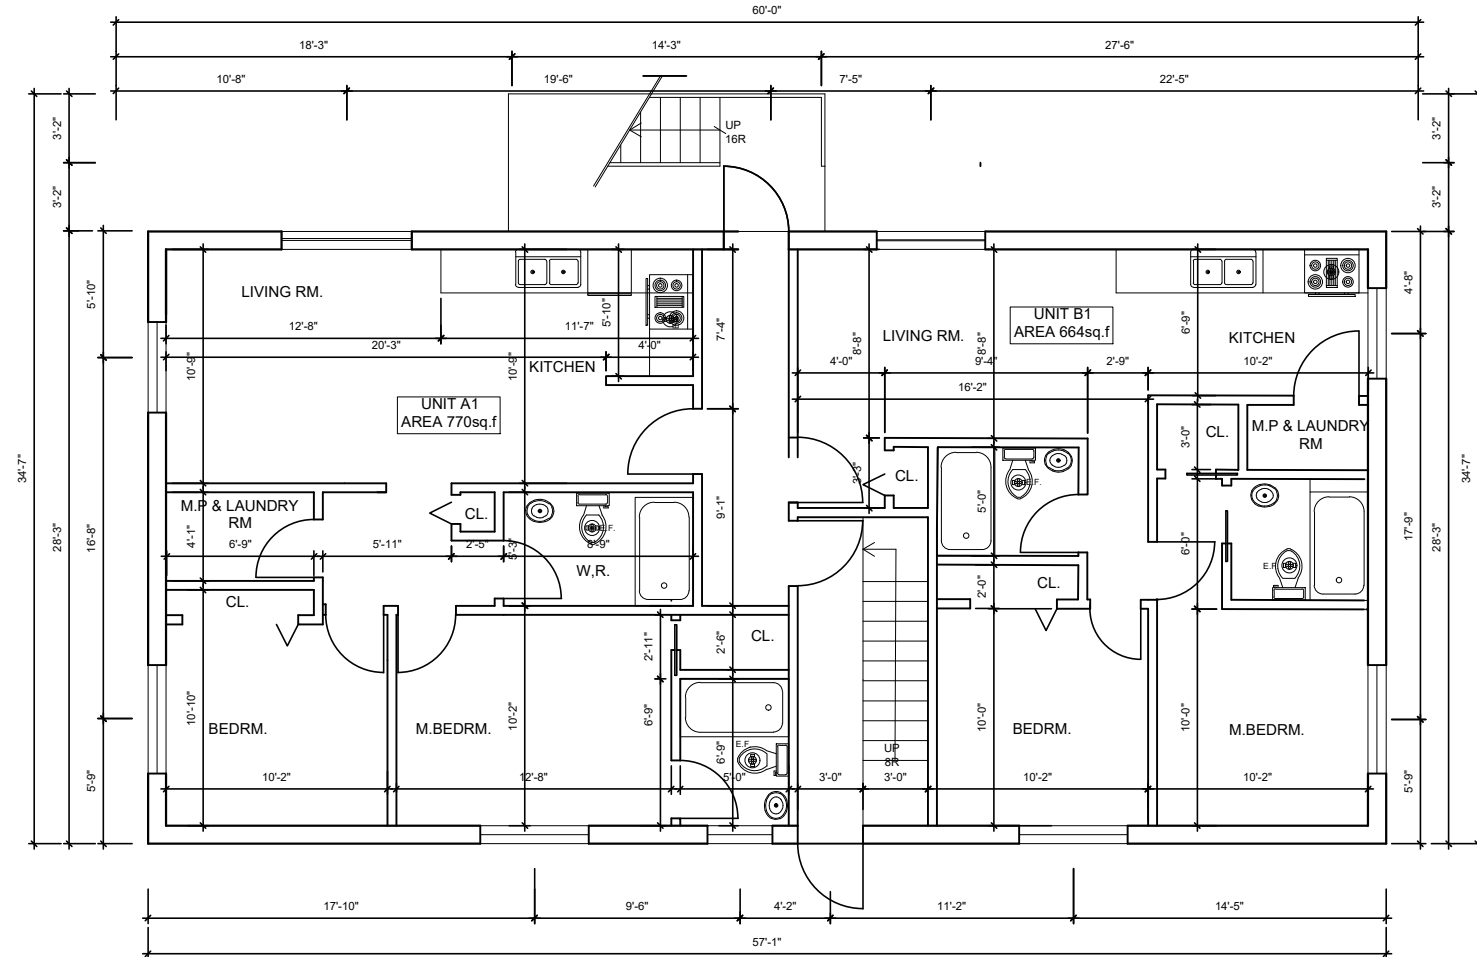 60'-0"
18'-3"
14'-3"
27'-6"
10'-8"
19'-6"
7'-5"
22'-5"
3'-2"
3'-2"
3'-2"
3'-2"
UP
16R
LIVING RM.
12'-8"
11'-7"
5'-10"
20'-3"
4'-0"
KITCHEN
10'-9"
10'-9"
7'-4"
UNIT A1
AREA 770sq.f
LIVING RM.
8'-8"
8'-8"
UNIT B1
AREA 664sq.f
6'-9"
KITCHEN
4'-0"
9'-4"
2'-9"
10'-2"
16'-2"
5'-10"
4'-8"
34'-7"
28'-3"
16'-8"
17'-9"
28'-3"
34'-7"
M.P & LAUNDRY
RM
4'-1"
6'-9"
5'-11"
CL.
2'-5"
5'-3"
E.F.
8'-9"
W,R.
9'-1"
3'-3"
CL.
5'-0"
E.F.
3'-0"
CL.
M.P & LAUNDRY
RM
6'-0"
E.F.
CL.
2'-11"
2'-6"
CL.
2'-0"
CL.
10'-10"
BEDRM.
M.BEDRM.
10'-2"
6'-9"
6'-9"
E.F
UP
8R
10'-0"
BEDRM.
10'-0"
M.BEDRM.
10'-2"
12'-8"
5'-0"
3'-0"
3'-0"
10'-2"
10'-2"
5'-9"
5'-9"
17'-10"
9'-6"
4'-2"
11'-2"
14'-5"
57'-1"